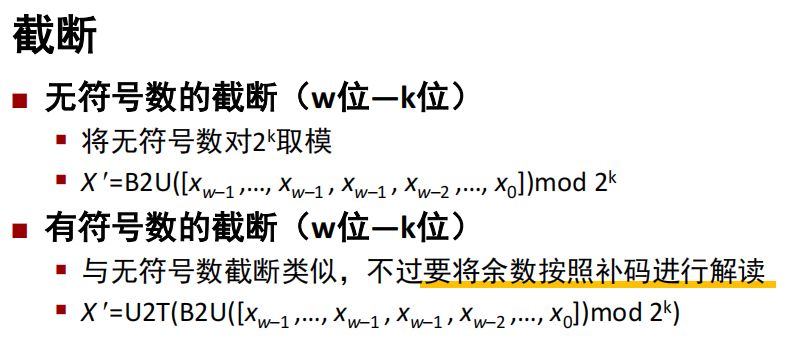 截断
■ 无符号数的截断（w位—k位）
■ 将无符号数对2ᵏ取模
■ X ′=B2U([x_{w–1},…, x_{w–1}, x_{w–1}, x_{w–2},…, x_0])mod 2ᵏ
■ 有符号数的截断（w位—k位）
■ 与无符号数截断类似，不过要将余数按照补码进行解读
■ X ′=U2T(B2U([x_{w–1},…, x_{w–1}, x_{w–1}, x_{w–2},…, x_0])mod 2ᵏ)